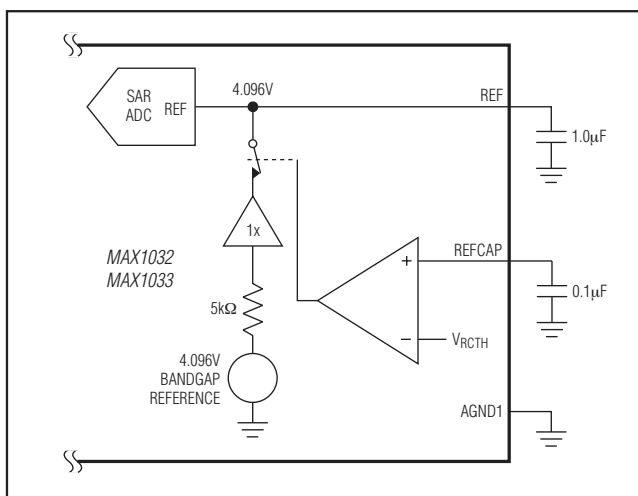 4.096V
REF
SAR
ADC
REF
1.0µF
1x
MAX1032
MAX1033
REFCAP
+
5kΩ
0.1µF
−
VRCTH
4.096V
BANDGAP
REFERENCE
AGND1